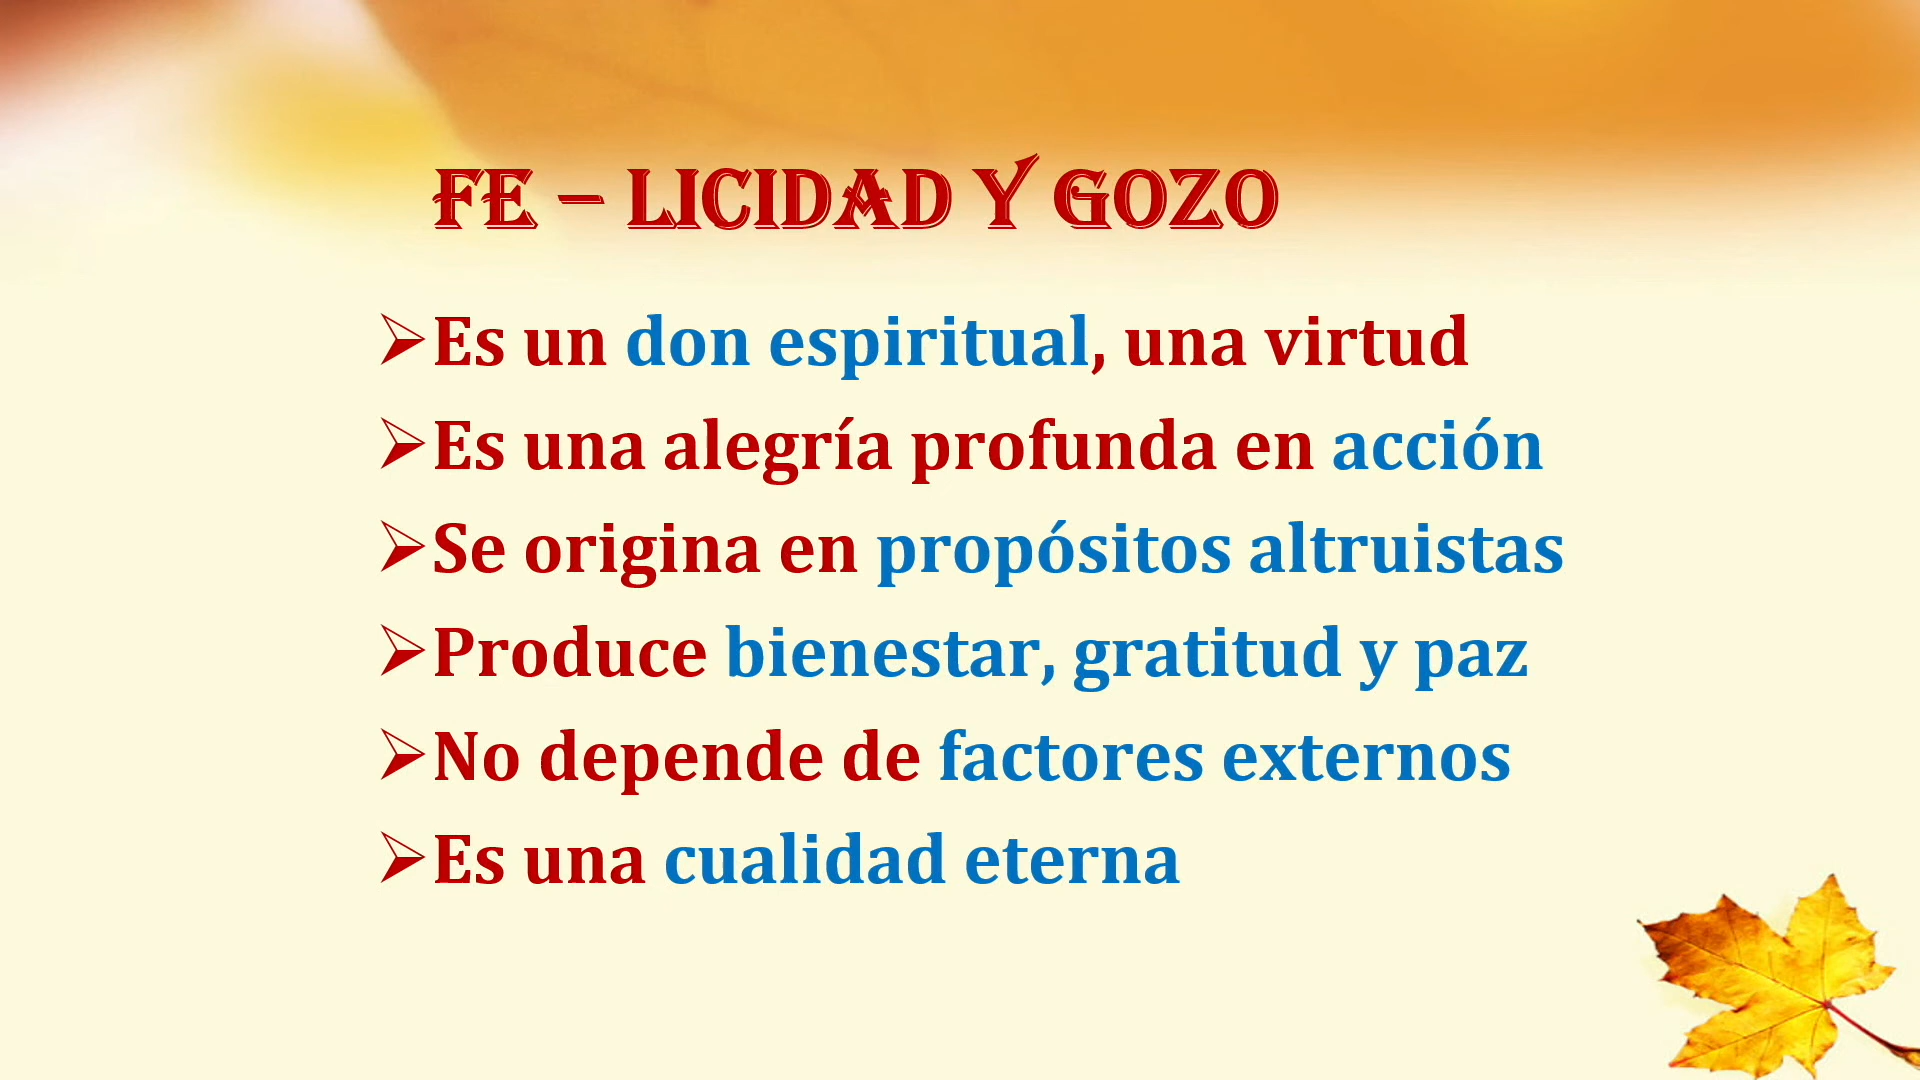 FE – LICIDAD Y GOZO
➢Es un don espiritual, una virtud
➢Es una alegría profunda en acción
➢Se origina en propósitos altruistas
➢Produce bienestar, gratitud y paz
➢No depende de factores externos
➢Es una cualidad eterna